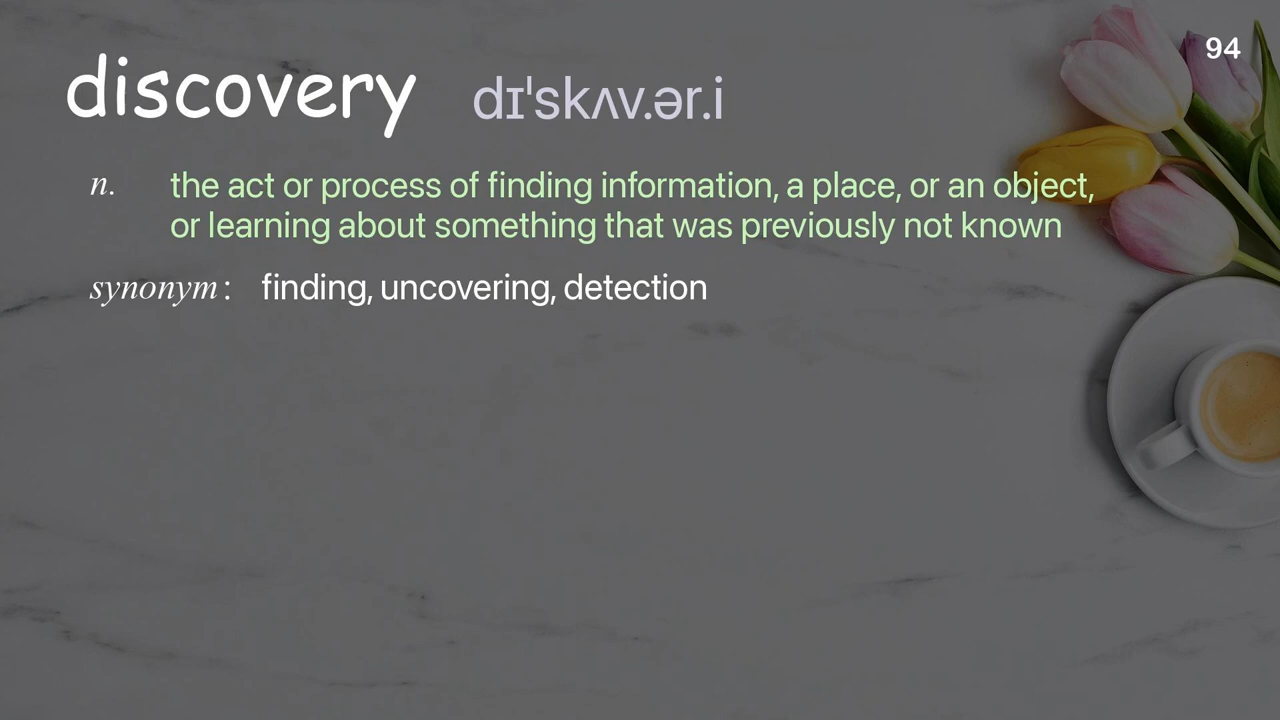 94
discovery dɪˈskʌv.ər.i
n. the act or process of finding information, a place, or an object,
or learning about something that was previously not known
synonym: finding, uncovering, detection